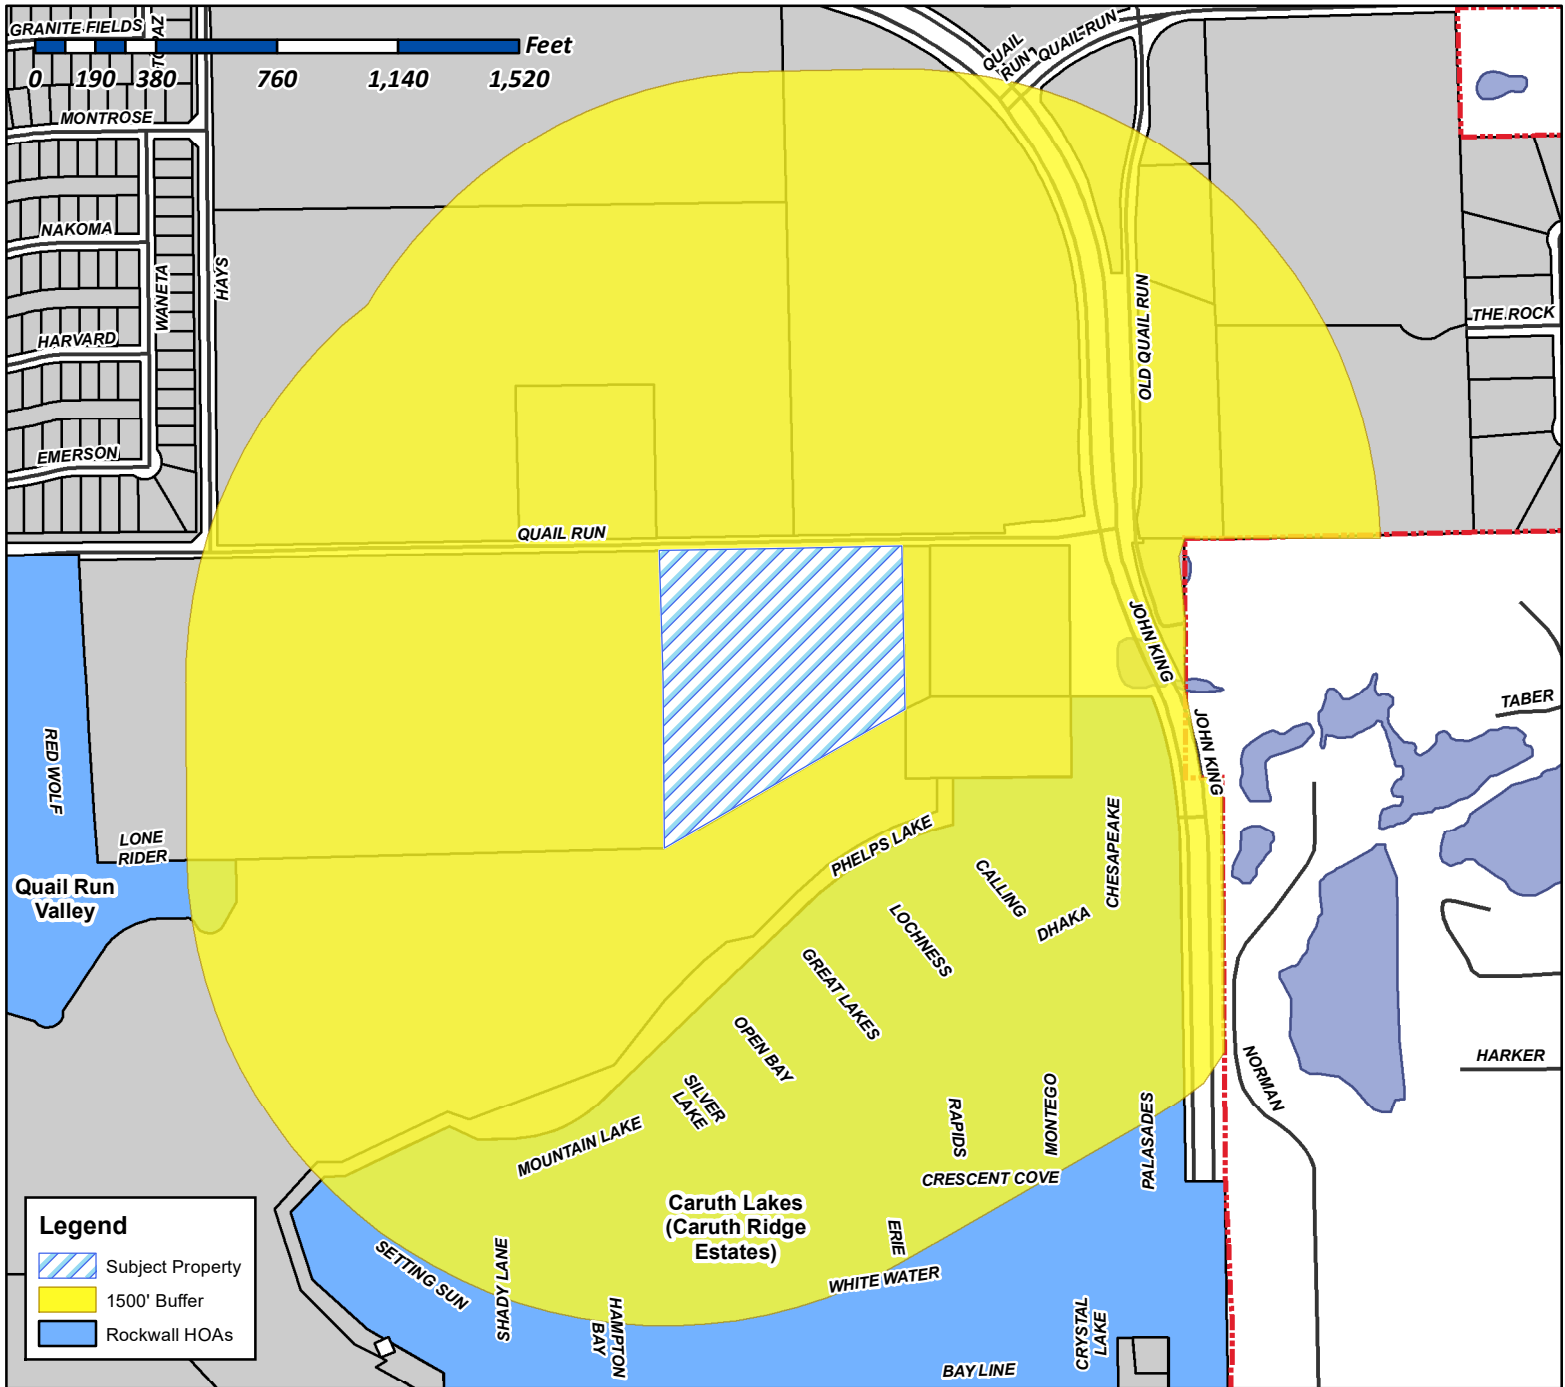 GRANITE FIELDS
TOPAZ
Feet
0 190 380 760 1,140 1,520
QUAIL
RUN
QUAIL RUN
MONTROSE
NAKOMA
WANETA
HAYS
HARVARD
EMERSON
OLD QUAIL RUN
THE ROCK
QUAIL RUN
JOHN KING
JOHN KING
TABER
RED WOLF
LONE
RIDER
Quail Run
Valley
PHELPS LAKE
CALLING
CHESAPEAKE
DHAKA
LOCHNESS
GREAT LAKES
OPEN BAY
SILVER
LAKE
MOUNTAIN LAKE
RAPIDS
MONTEGO
PALASADES
NORMAN
HARKER
CRESCENT COVE
Caruth Lakes
(Caruth Ridge
Estates)
ERIE
WHITE WATER
SETTING SUN
SHADY LANE
HAMPTON
BAY
CRYSTAL
LAKE
BAY LINE
Legend
Subject Property
1500' Buffer
Rockwall HOAs